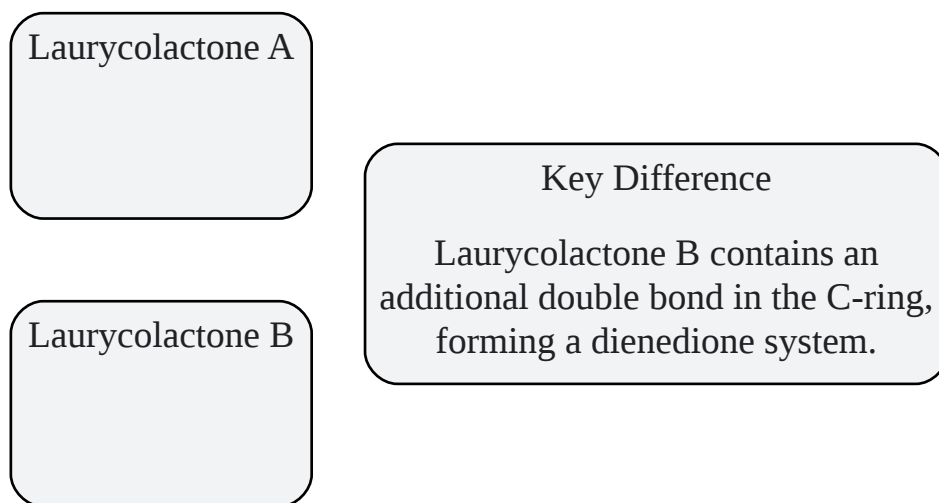 Laurycolactone A
Key Difference
Laurycolactone B contains an
additional double bond in the C-ring,
forming a dienedione system.
Laurycolactone B